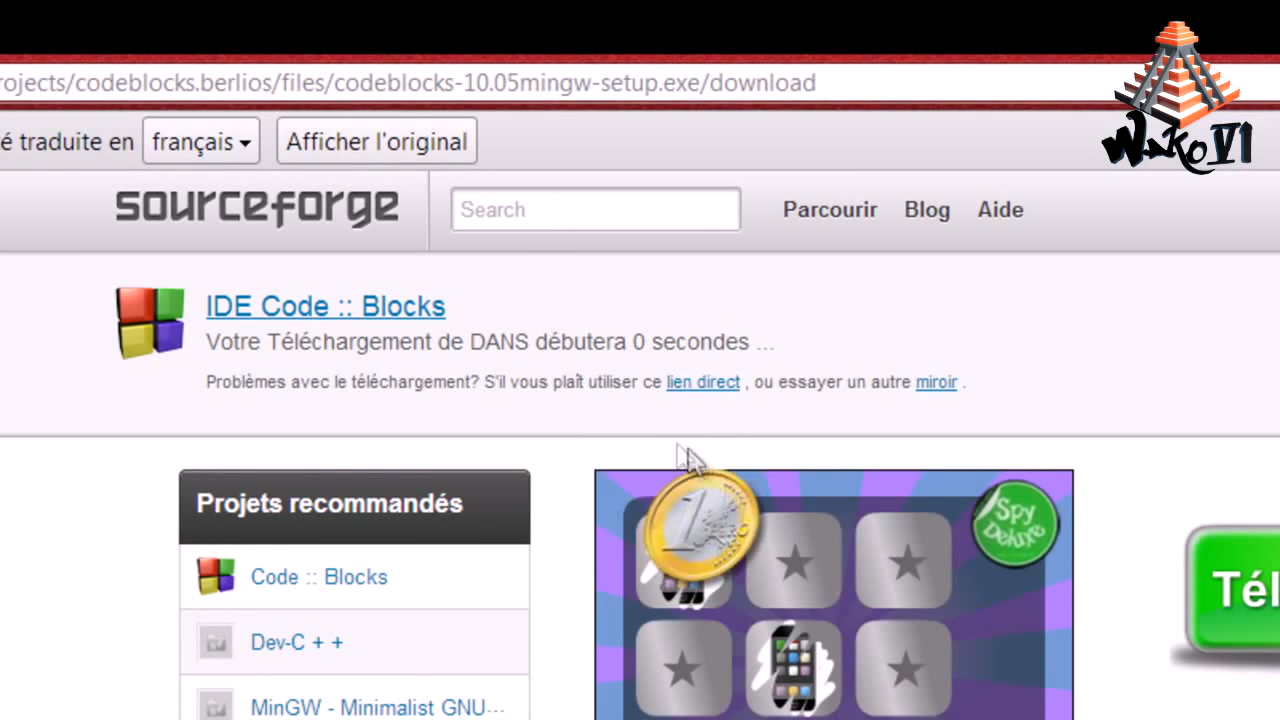 rojects/codeblocks.berlios/files/codeblocks-10.05mingw-setup.exe/download
WAKO VI
é traduite en français Afficher l'original
sourceforge Search Parcourir Blog Aide
IDE Code :: Blocks
Votre Téléchargement de DANS débutera 0 secondes ...
Problèmes avec le téléchargement? S'il vous plaît utiliser ce lien direct , ou essayer un autre miroir .
Projets recommandés
Code :: Blocks
Dev-C + +
MinGW - Minimalist GNU...
1
Spy
Deluxe
Tél